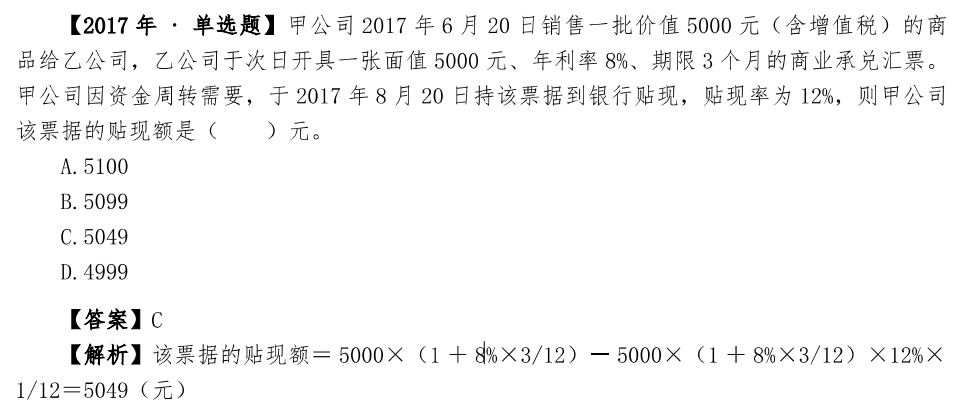 【2017 年 · 单选题】甲公司 2017 年 6 月 20 日销售一批价值 5000 元（含增值税）的商
品给乙公司，乙公司于次日开具一张面值 5000 元、年利率 8%、期限 3 个月的商业承兑汇票。
甲公司因资金周转需要，于 2017 年 8 月 20 日持该票据到银行贴现，贴现率为 12%，则甲公司
该票据的贴现额是（　　）元。
A.5100
B.5099
C.5049
D.4999
【答案】C
【解析】该票据的贴现额＝ 5000×（1 ＋ 8%×3/12）－ 5000×（1 ＋ 8%×3/12）×12%×
1/12＝5049（元）